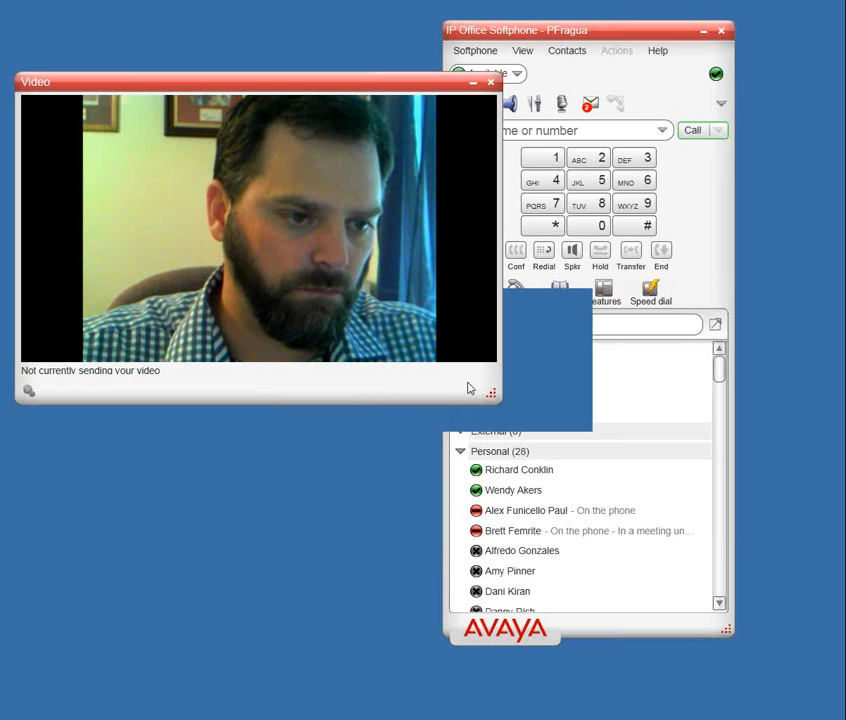 IP Office Softphone - PFragua
Softphone View Contacts Actions Help
Video
2
me or number
Call
1 ABC 2 DEF 3
GHI 4 JKL 5 MNO 6
PQRS 7 TUV 8 WXYZ 9
* 0 #
Conf Redial Spkr Hold Transfer End
eatures Speed dial
Not currently sending your video
Personal (28)
Richard Conklin
Wendy Akers
Alex Funicello Paul - On the phone
Brett Femrite - On the phone - In a meeting un...
Alfredo Gonzales
Amy Pinner
Dani Kiran
Danny Rich
AVAYA